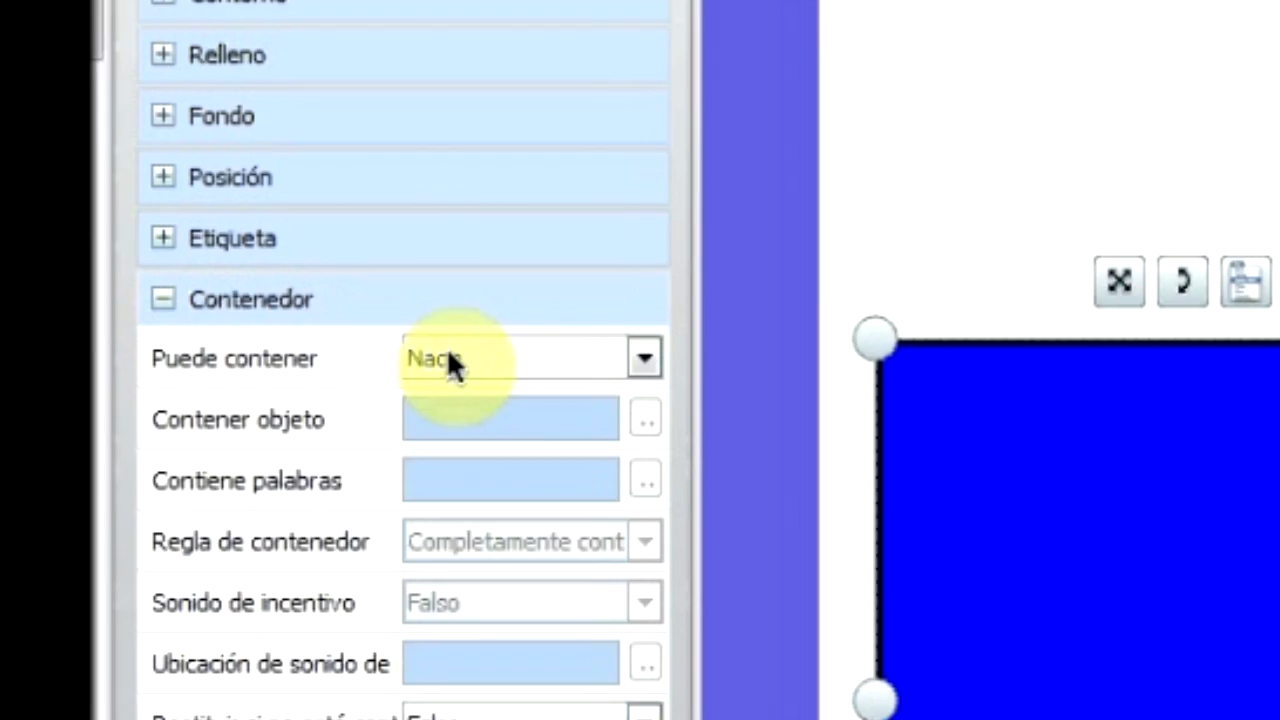 Relleno
Fondo
Posición
Etiqueta
Contenedor
Puede contener
Contener objeto
Contiene palabras
Regla de contenedor Completamente cont
Sonido de incentivo Falso
Ubicación de sonido de